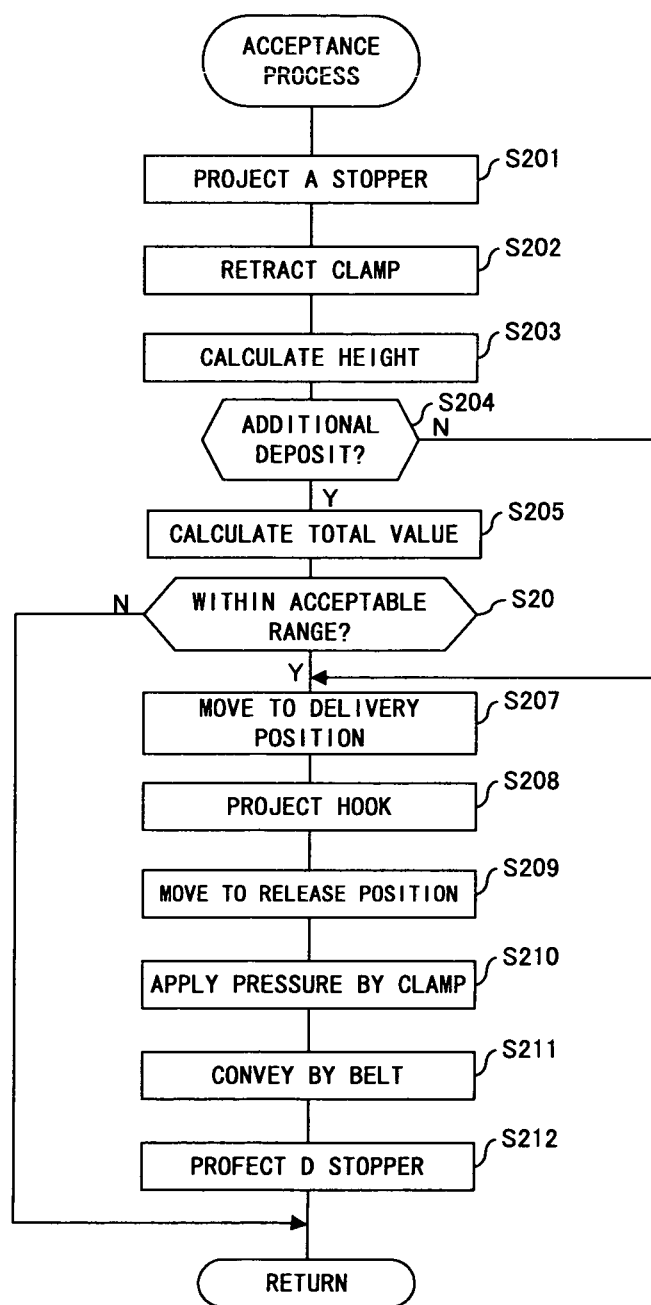 ACCEPTANCE
PROCESS
S201
PROJECT A STOPPER
S202
RETRACT CLAMP
S203
CALCULATE HEIGHT
S204
ADDITIONAL
DEPOSIT?
N
Y
S205
CALCULATE TOTAL VALUE
N
WITHIN ACCEPTABLE
RANGE?
S20
Y
S207
MOVE TO DELIVERY
POSITION
S208
PROJECT HOOK
S209
MOVE TO RELEASE POSITION
S210
APPLY PRESSURE BY CLAMP
S211
CONVEY BY BELT
S212
PROFECT D STOPPER
RETURN